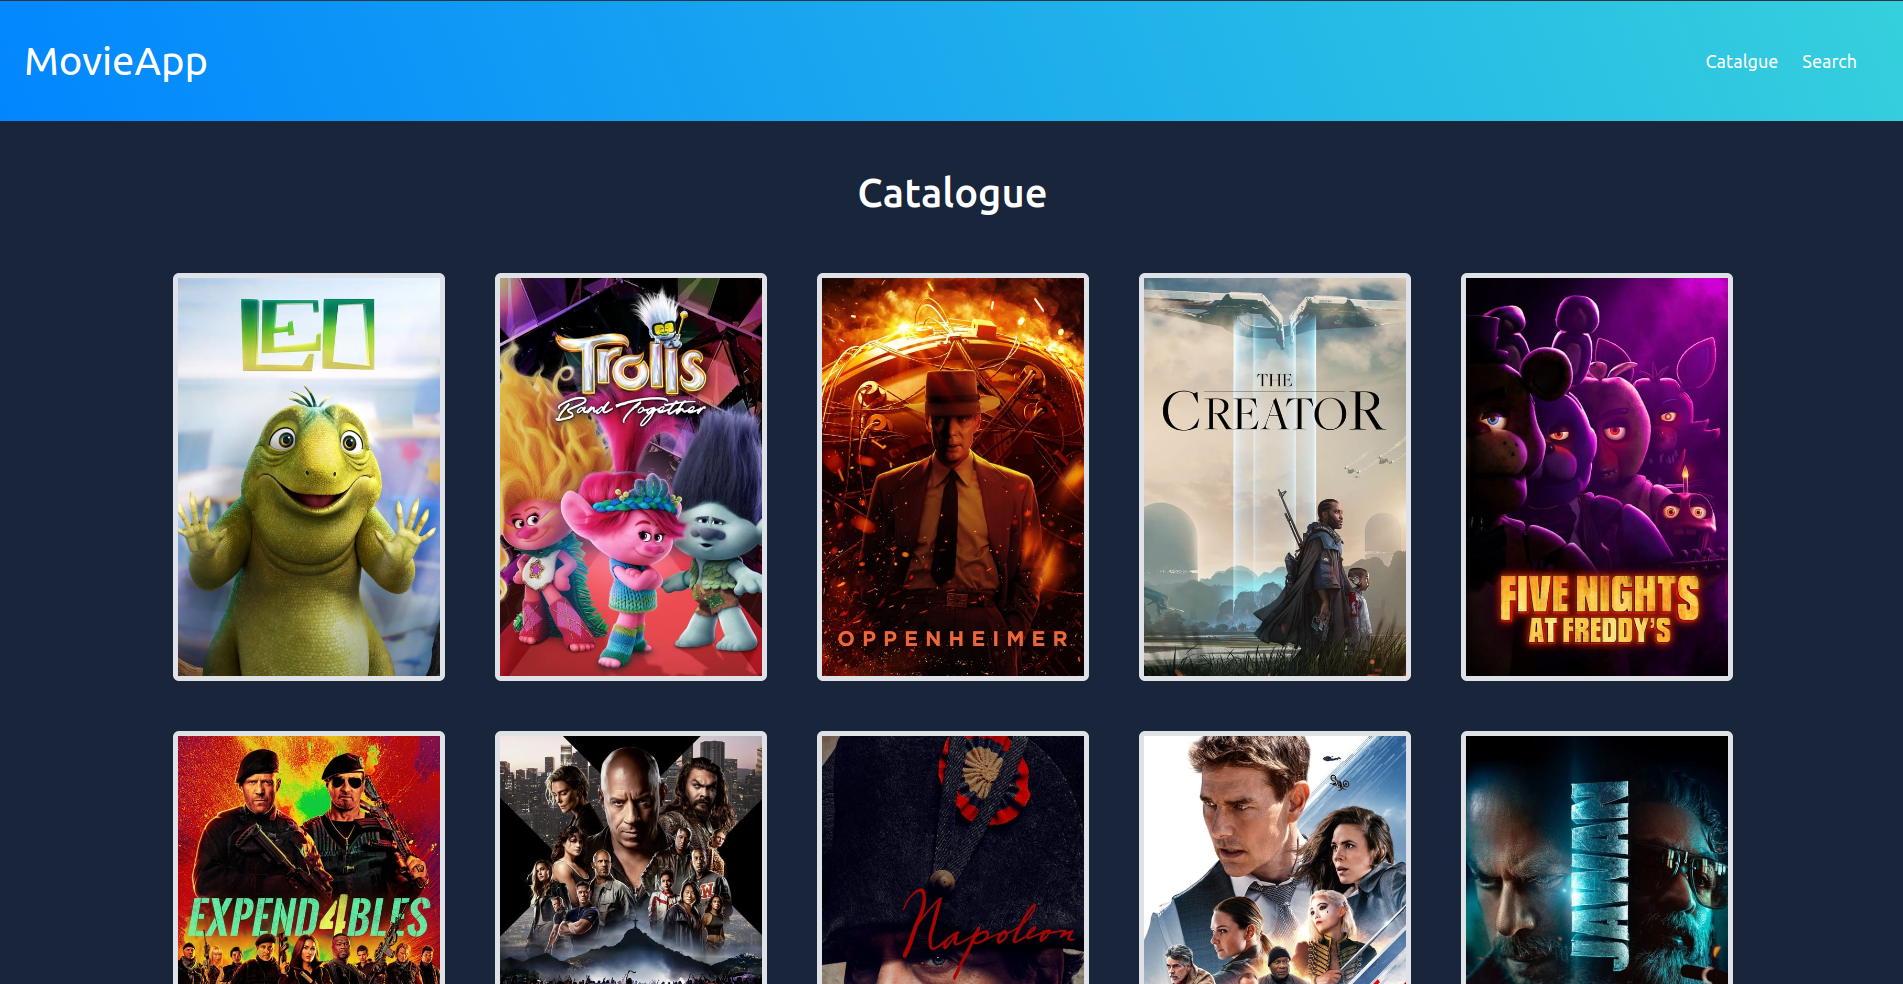 MovieApp
Catalgue
Search
Catalogue
LEO
Trolls
Band Together
OPPENHEIMER
THE
CREATOR
FIVE NIGHTS
AT FREDDY'S
EXPEND4BLES
Napoleon
JAWAN